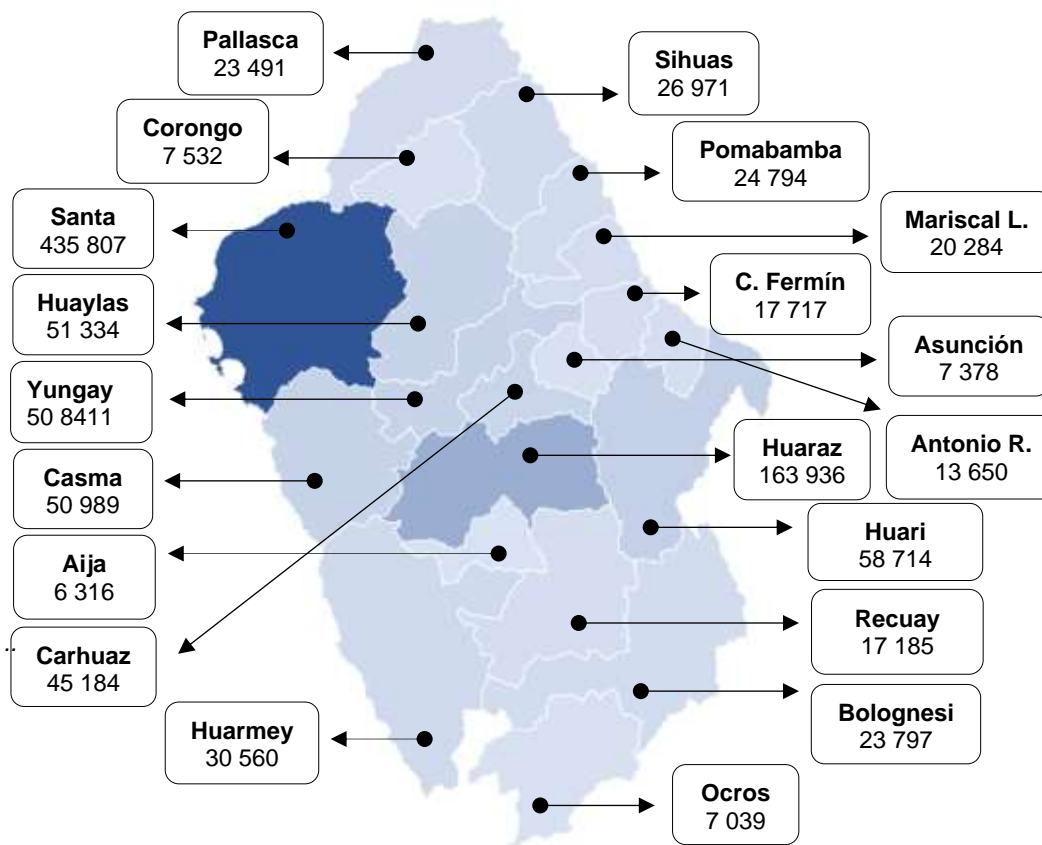 Pallasca
23 491
Sihuas
26 971
Corongo
7 532
Pomabamba
24 794
Santa
435 807
Mariscal L.
20 284
Huaylas
51 334
C. Fermín
17 717
Asunción
7 378
Yungay
50 8411
Huaraz
163 936
Antonio R.
13 650
Casma
50 989
Huari
58 714
Aija
6 316
Recuay
17 185
Carhuaz
45 184
Bolognesi
23 797
Huarmey
30 560
Ocros
7 039